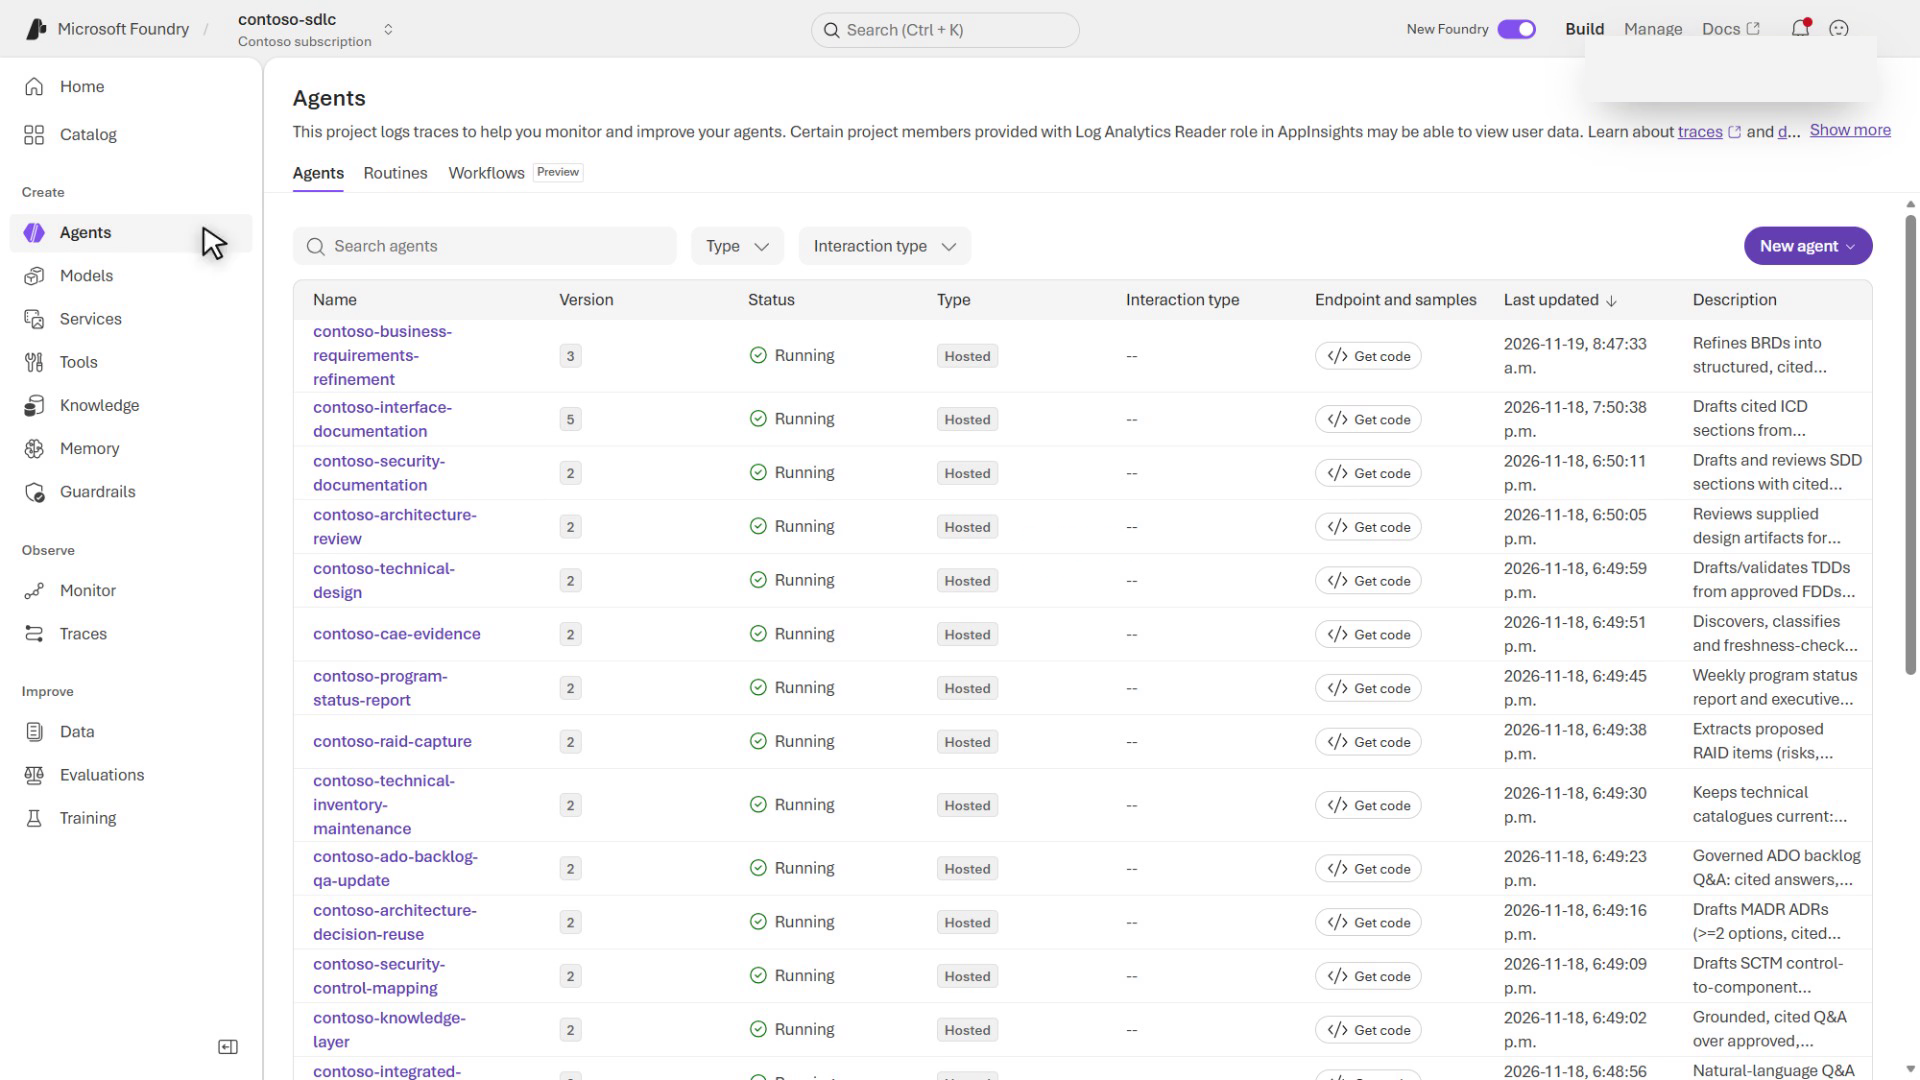 Microsoft Foundry / contoso-sdlc
Contoso subscription
Search (Ctrl + K)
New Foundry Build Manage Docs
Home
Catalog
Create
Agents
Models
Services
Tools
Knowledge
Memory
Guardrails
Observe
Monitor
Traces
Improve
Data
Evaluations
Training
Agents
This project logs traces to help you monitor and improve your agents. Certain project members provided with Log Analytics Reader role in AppInsights may be able to view user data. Learn about traces and d... Show more
Agents Routines Workflows Preview
Search agents Type Interaction type New agent
Name Version Status Type Interaction type Endpoint and samples Last updated Description
contoso-business-
requirements-
refinement
3 Running Hosted -- </> Get code
2026-11-19, 8:47:33
a.m.
Refines BRDs into
structured, cited...
contoso-interface-
documentation
5 Running Hosted -- </> Get code
2026-11-18, 7:50:38
p.m.
Drafts cited ICD
sections from...
contoso-security-
documentation
2 Running Hosted -- </> Get code
2026-11-18, 6:50:11
p.m.
Drafts and reviews SDD
sections with cited...
contoso-architecture-
review
2 Running Hosted -- </> Get code
2026-11-18, 6:50:05
p.m.
Reviews supplied
design artifacts for...
contoso-technical-
design
2 Running Hosted -- </> Get code
2026-11-18, 6:49:59
p.m.
Drafts/validates TDDs
from approved FDDs...
contoso-cae-evidence
2 Running Hosted -- </> Get code
2026-11-18, 6:49:51
p.m.
Discovers, classifies
and freshness-check...
contoso-program-
status-report
2 Running Hosted -- </> Get code
2026-11-18, 6:49:45
p.m.
Weekly program status
report and executive...
contoso-raid-capture
2 Running Hosted -- </> Get code
2026-11-18, 6:49:38
p.m.
Extracts proposed
RAID items (risks,...
contoso-technical-
inventory-
maintenance
2 Running Hosted -- </> Get code
2026-11-18, 6:49:30
p.m.
Keeps technical
catalogues current:...
contoso-ado-backlog-
qa-update
2 Running Hosted -- </> Get code
2026-11-18, 6:49:23
p.m.
Governed ADO backlog
Q&A: cited answers,...
contoso-architecture-
decision-reuse
2 Running Hosted -- </> Get code
2026-11-18, 6:49:16
p.m.
Drafts MADR ADRs
(>=2 options, cited...
contoso-security-
control-mapping
2 Running Hosted -- </> Get code
2026-11-18, 6:49:09
p.m.
Drafts SCTM control-
to-component...
contoso-knowledge-
layer
2 Running Hosted -- </> Get code
2026-11-18, 6:49:02
p.m.
Grounded, cited Q&A
over approved,...
contoso-integrated-
2026-11-18, 6:48:56
Natural-language Q&A